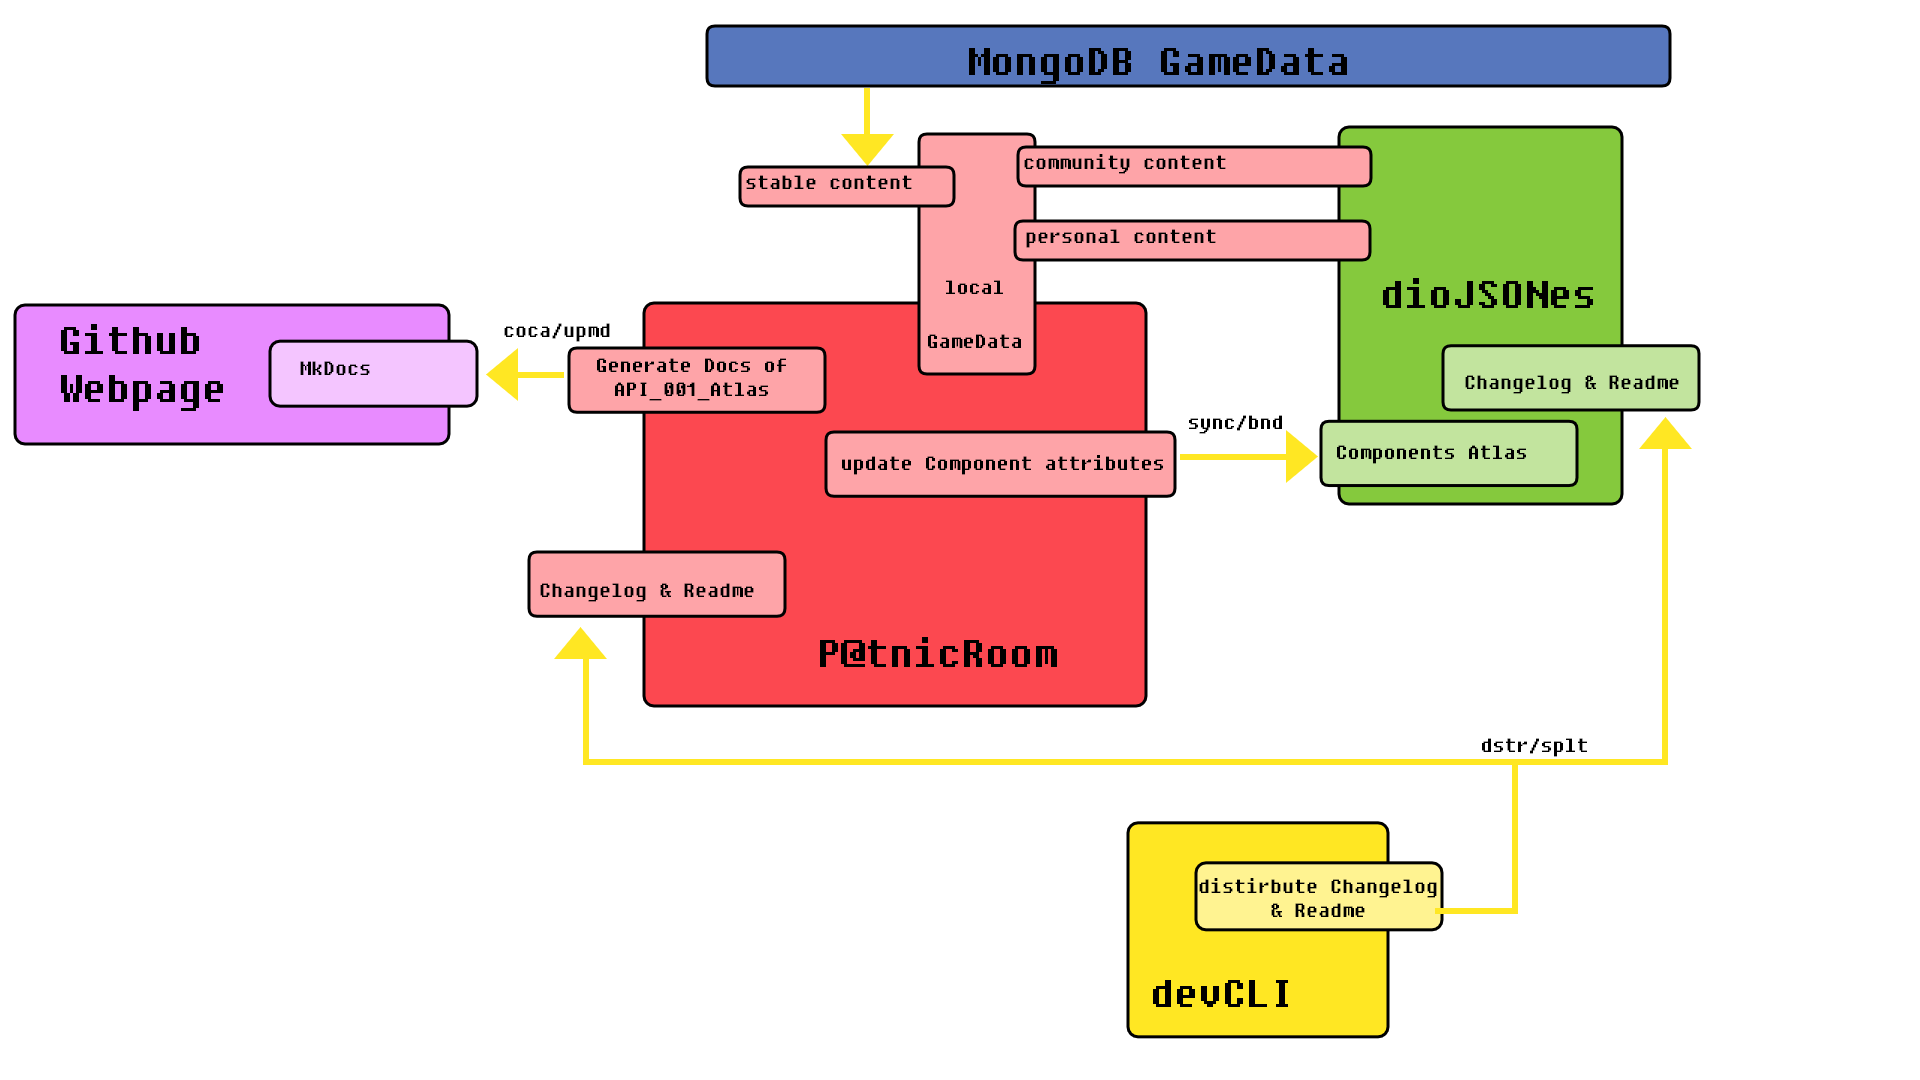 MongoDB GameData
community content
stable content
personal content
local
GameData
dioJSONes
Github
Webpage
MkDocs
coca/upmd
Generate Docs of
API_001_Atlas
Changelog & Readme
sync/bnd
Components Atlas
update Component attributes
Changelog & Readme
P@tnicRoom
dstr/splt
distirbute Changelog
& Readme
devCLI